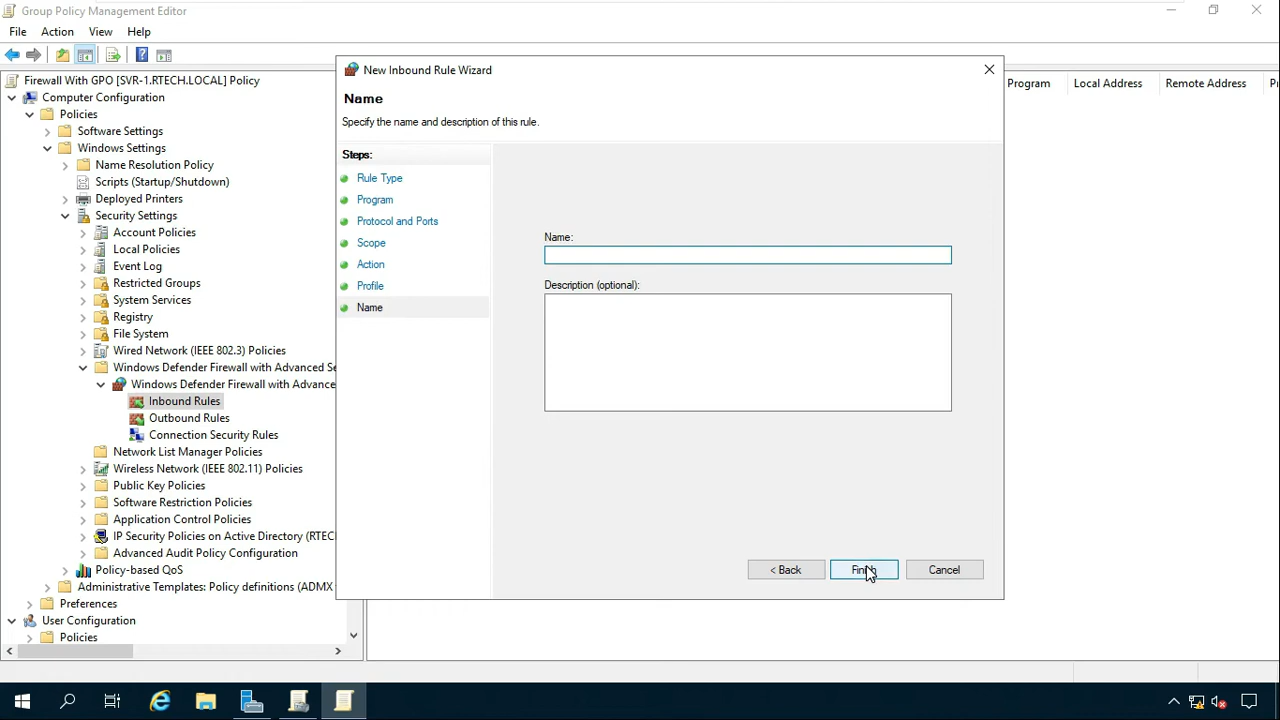 Group Policy Management Editor
File Action View Help
Firewall With GPO [SVR-1.RTECH.LOCAL] Policy
Computer Configuration
Policies
Software Settings
Windows Settings
Name Resolution Policy
Scripts (Startup/Shutdown)
Deployed Printers
Security Settings
Account Policies
Local Policies
Event Log
Restricted Groups
System Services
Registry
File System
Wired Network (IEEE 802.3) Policies
Windows Defender Firewall with Advanced Se
Windows Defender Firewall with Advance
Inbound Rules
Outbound Rules
Connection Security Rules
Network List Manager Policies
Wireless Network (IEEE 802.11) Policies
Public Key Policies
Software Restriction Policies
Application Control Policies
IP Security Policies on Active Directory (RTEC
Advanced Audit Policy Configuration
Policy-based QoS
Administrative Templates: Policy definitions (ADMX
Preferences
User Configuration
Policies
New Inbound Rule Wizard
Name
Specify the name and description of this rule.
Steps:
Rule Type
Program
Protocol and Ports
Scope
Action
Profile
Name
Name:
Description (optional):
< Back Finish Cancel
Program Local Address Remote Address